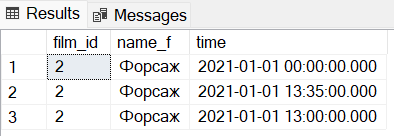 Results Messages
film_id name_f time
1 2 Форсаж 2021-01-01 00:00:00.000
2 2 Форсаж 2021-01-01 13:35:00.000
3 2 Форсаж 2021-01-01 13:00:00.000